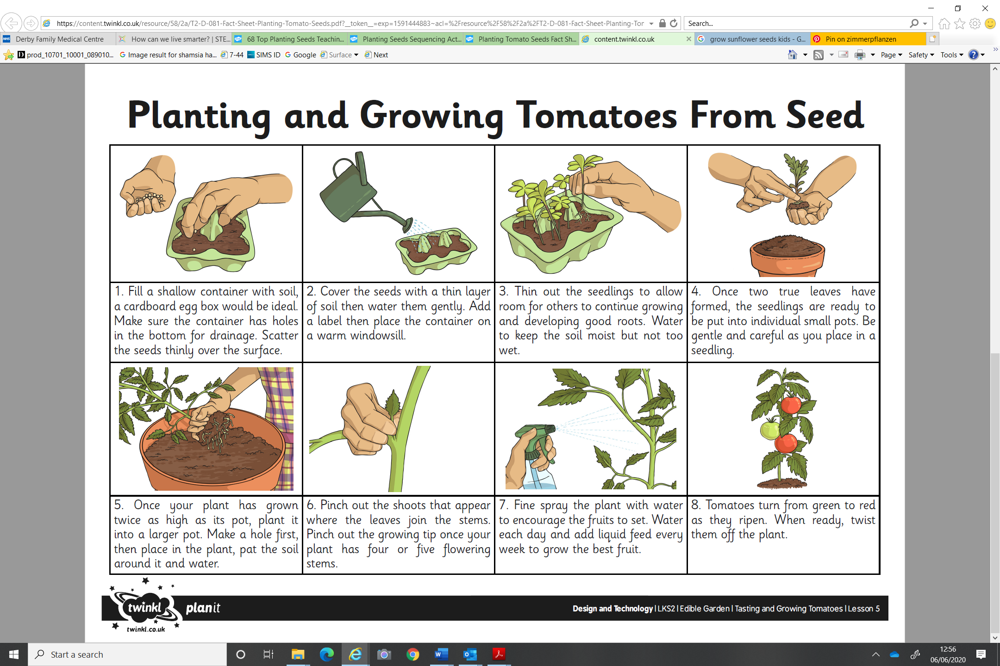 https://content.twinkl.co.uk/resource/58/2a/T2-D-081-Fact-Sheet-Planting-Tomato-Seeds.pdf?__token__=exp=1591444883~acl=%2Fresource%2F58%2F2a%2FT2-D-081-Fact-Sheet-Planting-Tor
Search...
NHS Derby Family Medical Centre
How can we live smarter? | STE...
68 Top Planting Seeds Teachin...
Planting Seeds Sequencing Act...
Planting Tomato Seeds Fact Sh...
content.twinkl.co.uk
grow sunflower seeds kids - G...
Pin on zimmerpflanzen
prod_10701_10001_089010...
Image result for shamsia ha...
7-44
SIMS ID
Google
Surface
Next
Page
Safety
Tools
Planting and Growing Tomatoes From Seed
1. Fill a shallow container with soil,
a cardboard egg box would be ideal.
Make sure the container has holes
in the bottom for drainage. Scatter
the seeds thinly over the surface.
2. Cover the seeds with a thin layer
of soil then water them gently. Add
a label then place the container on
a warm windowsill.
3. Thin out the seedlings to allow
room for others to continue growing
and developing good roots. Water
to keep the soil moist but not too
wet.
4. Once two true leaves have
formed, the seedlings are ready to
be put into individual small pots. Be
gentle and careful as you place in a
seedling.
5. Once your plant has grown
twice as high as its pot, plant it
into a larger pot. Make a hole first,
then place in the plant, pat the soil
around it and water.
6. Pinch out the shoots that appear
where the leaves join the stems.
Pinch out the growing tip once your
plant has four or five flowering
stems.
7. Fine spray the plant with water
to encourage the fruits to set. Water
each day and add liquid feed every
week to grow the best fruit.
8. Tomatoes turn from green to red
as they ripen. When ready, twist
them off the plant.
twinkl planit
twinkl.co.uk
Design and Technology | LKS2 | Edible Garden | Tasting and Growing Tomatoes | Lesson 5
Start a search
12:56
06/06/2020